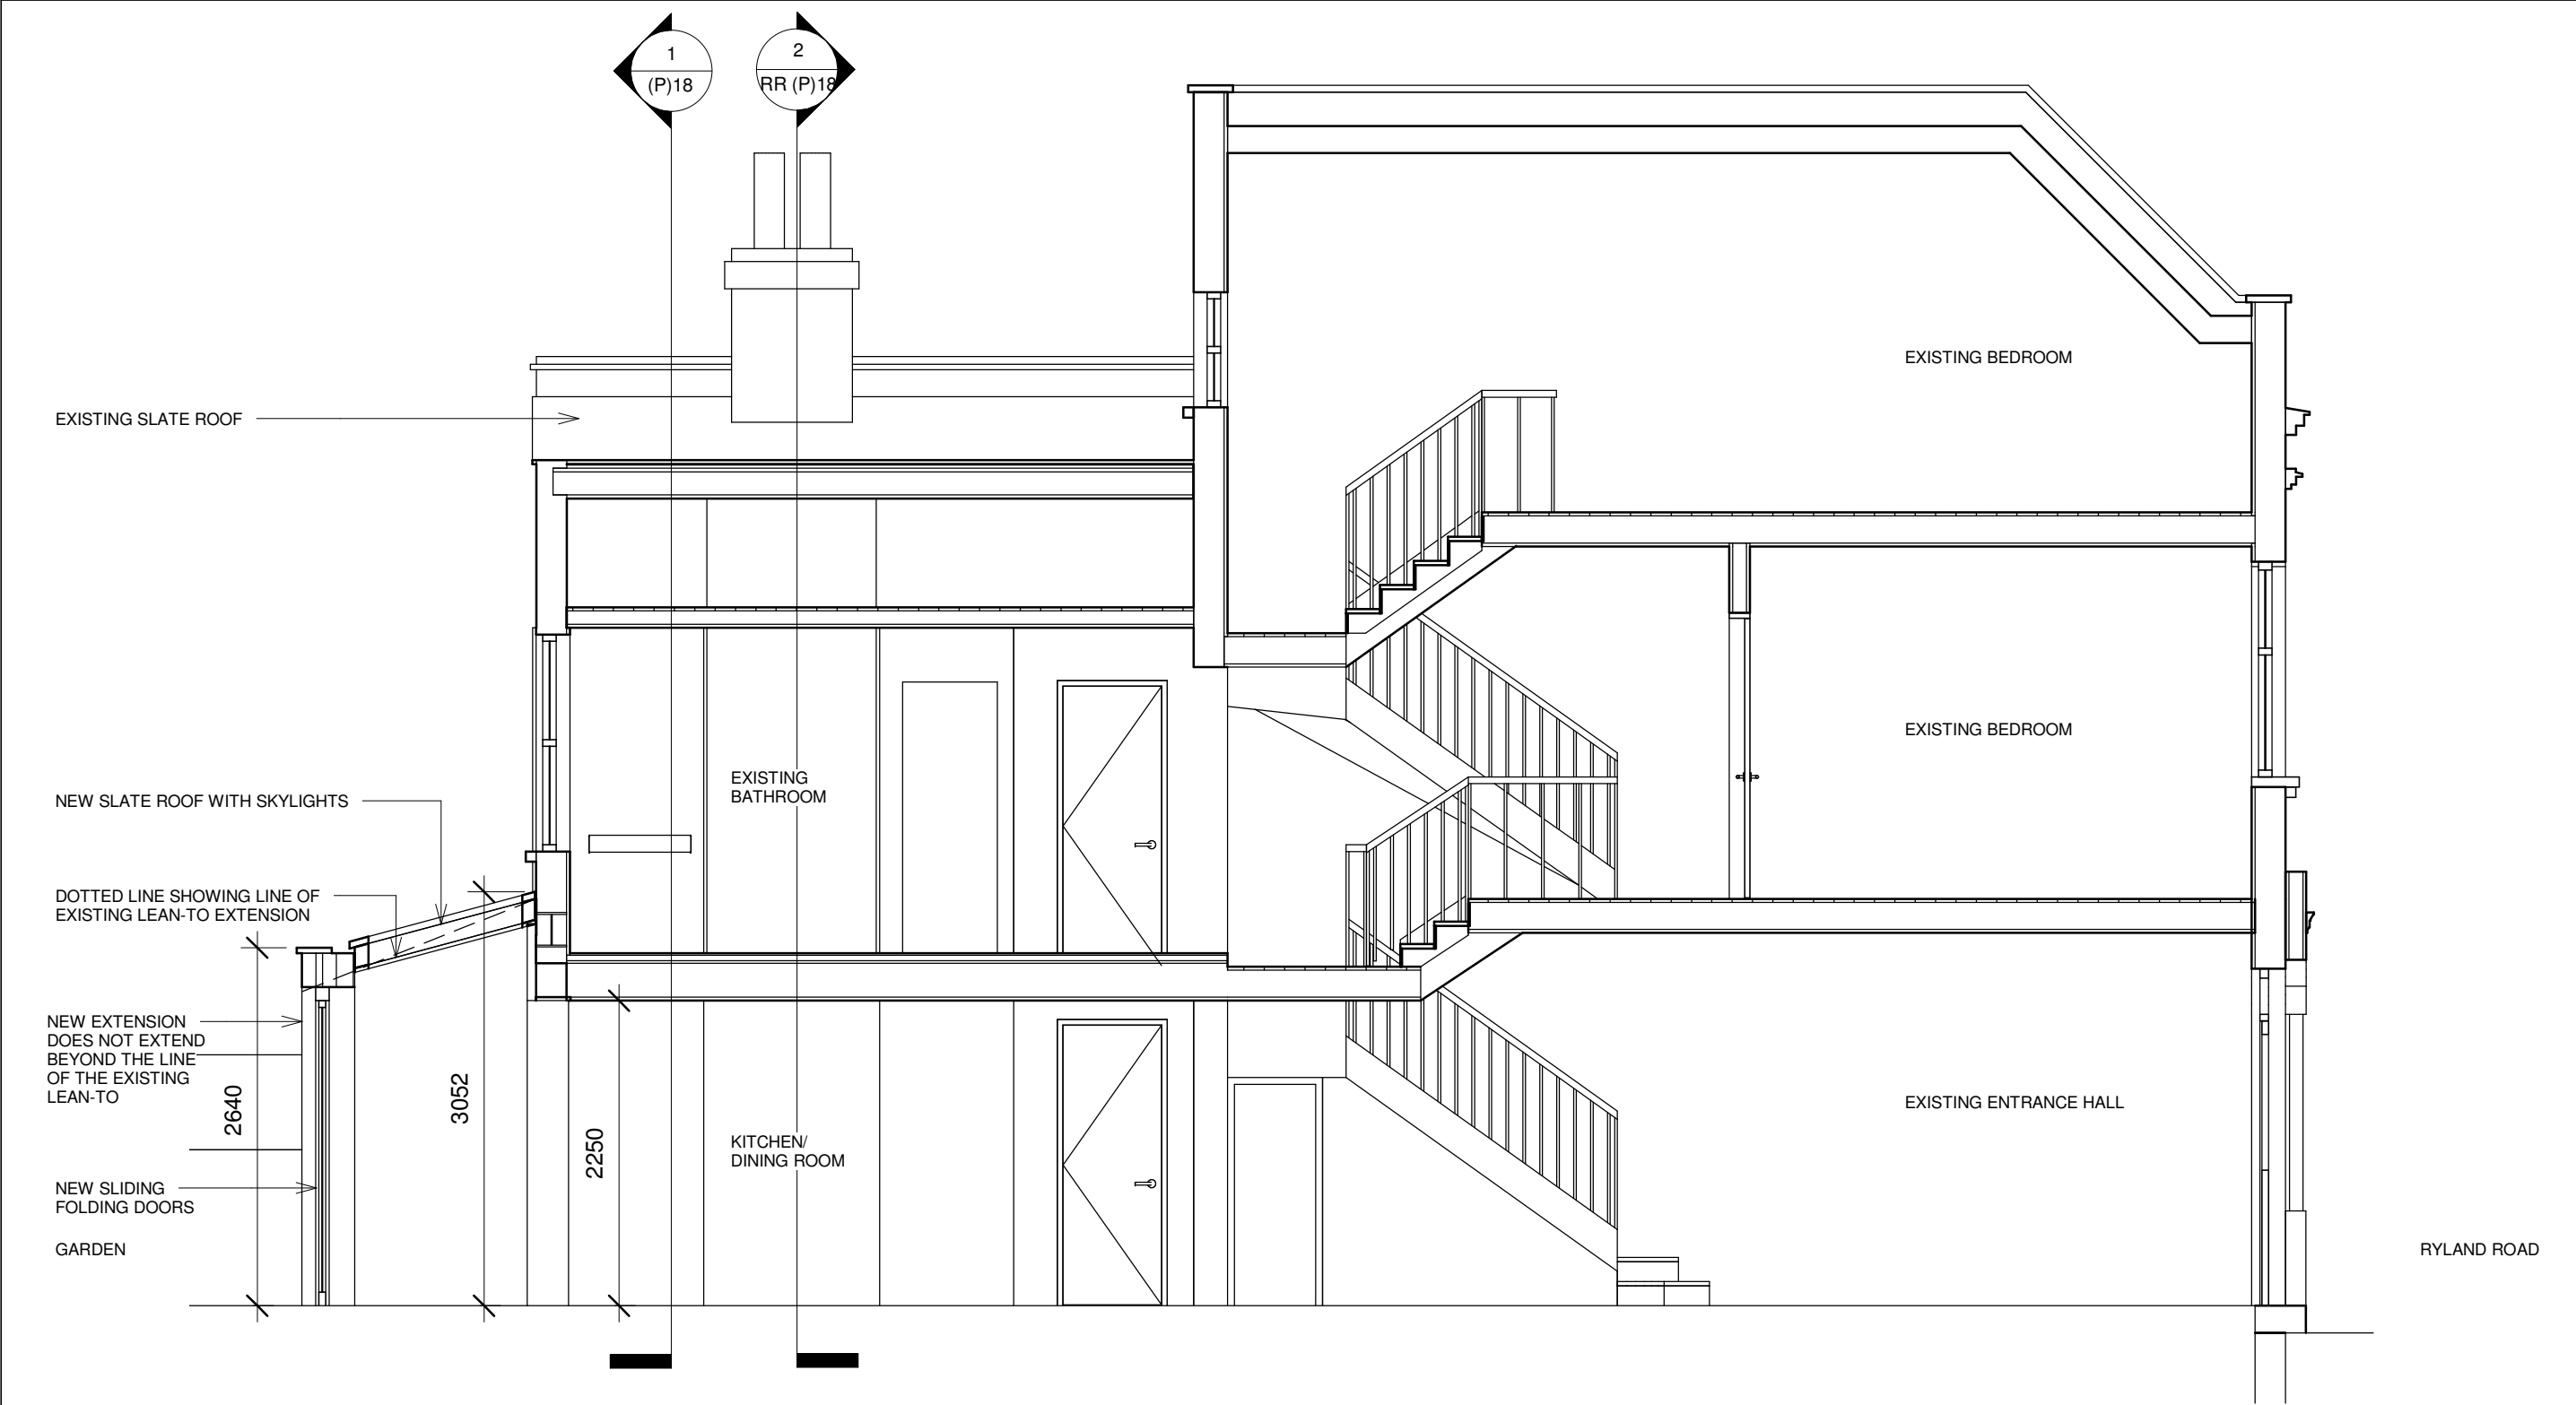 1
(P)18
2
RR (P)18
EXISTING BEDROOM
EXISTING SLATE ROOF
EXISTING BEDROOM
EXISTING
BATHROOM
NEW SLATE ROOF WITH SKYLIGHTS
DOTTED LINE SHOWING LINE OF
EXISTING LEAN-TO EXTENSION
NEW EXTENSION
DOES NOT EXTEND
BEYOND THE LINE
OF THE EXISTING
LEAN-TO
2640
3052
2250
KITCHEN/
DINING ROOM
EXISTING ENTRANCE HALL
NEW SLIDING
FOLDING DOORS
GARDEN
RYLAND ROAD